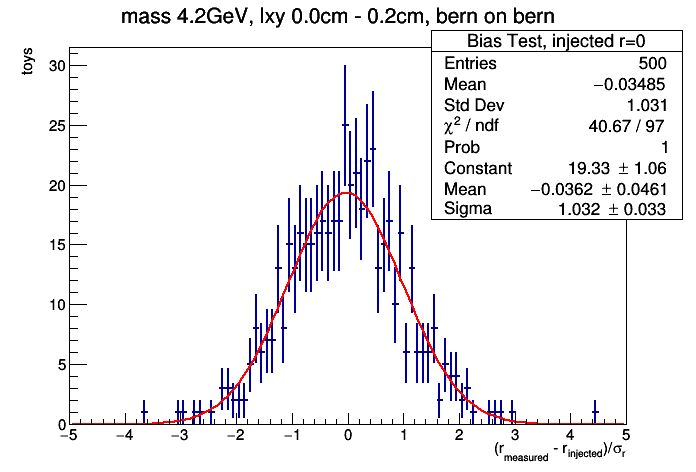 mass 4.2GeV, lxy 0.0cm - 0.2cm, bern on bern
Bias Test, injected r=0
Entries 500
Mean −0.03485
Std Dev 1.031
χ² / ndf 40.67 / 97
Prob 1
Constant 19.33 ± 1.06
Mean −0.0362 ± 0.0461
Sigma 1.032 ± 0.033
toys
30
25
20
15
10
5
0
−5 −4 −3 −2 −1 0 1 2 3 4 5
(r_measured - r_injected)/σ_r